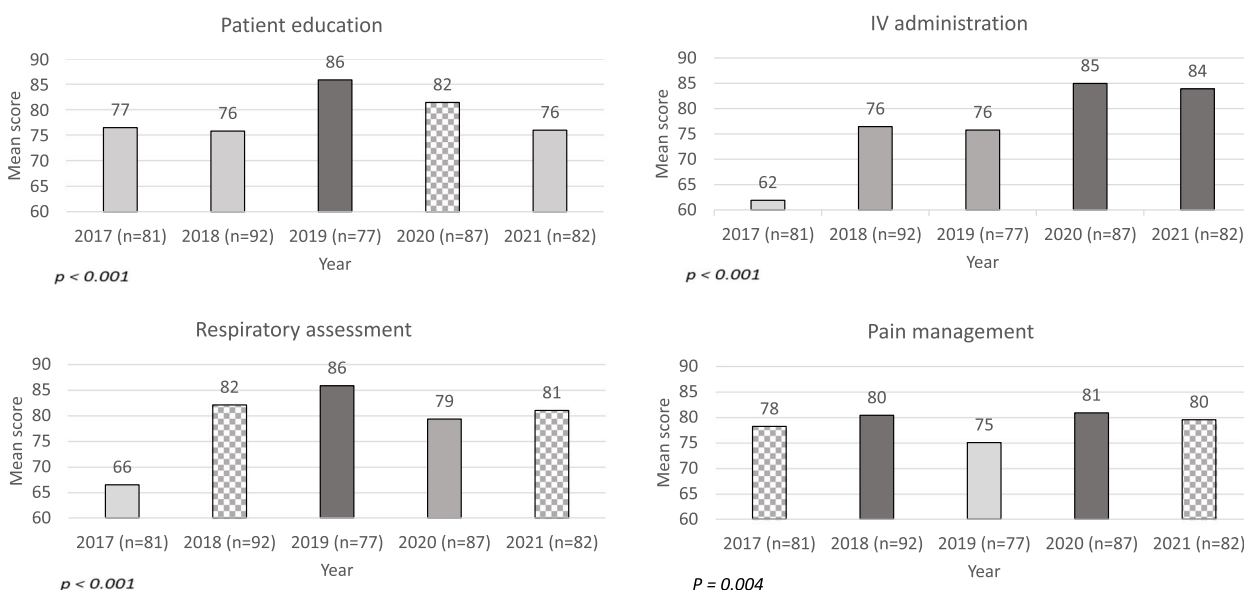 Patient education
90
85
80
75
70
65
60
Mean score
77
76
86
82
76
2017 (n=81) 2018 (n=92) 2019 (n=77) 2020 (n=87) 2021 (n=82)
Year
p < 0.001
IV administration
90
85
80
75
70
65
60
Mean score
62
76
76
85
84
2017 (n=81) 2018 (n=92) 2019 (n=77) 2020 (n=87) 2021 (n=82)
Year
p < 0.001
Respiratory assessment
90
85
80
75
70
65
60
Mean score
66
82
86
79
81
2017 (n=81) 2018 (n=92) 2019 (n=77) 2020 (n=87) 2021 (n=82)
Year
p < 0.001
Pain management
90
85
80
75
70
65
60
Mean score
78
80
75
81
80
2017 (n=81) 2018 (n=92) 2019 (n=77) 2020 (n=87) 2021 (n=82)
Year
P = 0.004